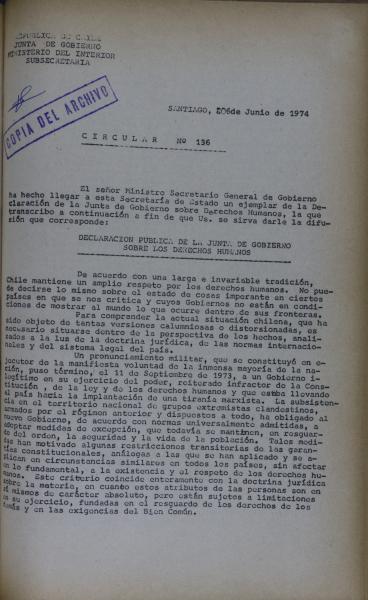 REPUBLICA DE CHILE
JUNTA DE GOBIERNO
MINISTERIO DEL INTERIOR
SUBSECRETARIA
COPIA DEL ARCHIVO
SANTIAGO, 06 de Junio de 1974
C I R C U L A R Nº 156
El señor Ministro Secretario General de Gobierno
ha hecho llegar a esta Secretaría de Estado un ejemplar de la De-
claración de la Junta de Gobierno sobre Derechos Humanos, la que
transcribo a continuación a fin de que Us. se sirva darle la difu-
sión que corresponde:
DECLARACION PUBLICA DE LA JUNTA DE GOBIERNO
SOBRE LOS DERECHOS HUMANOS
De acuerdo con una larga e invariable tradición,
Chile mantiene un amplio respeto por los derechos humanos. No pue-
de decirse lo mismo sobre el estado de cosas imperante en ciertos
países en que se nos critica y cuyos Gobiernos no están en condi-
ciones de mostrar al mundo lo que ocurre dentro de sus fronteras.
Para comprender la actual situación chilena, que ha
sido objeto de tantas versiones calumniosas o distorsionadas, es
necesario situarse dentro de la perspectiva de los hechos, anali-
zados a la luz de la doctrina jurídica, de las normas internacio-
nales y del sistema legal del país.
Un pronunciamiento militar, que se constituyó en e-
jecutor de la manifiesta voluntad de la inmensa mayoría de la na-
ción, puso término, el 11 de Septiembre de 1973, a un Gobierno i-
legítimo en su ejercicio del poder, reiterado infractor de la Cons-
titución, de la ley y de los derechos humanos y que estaba llevando
el país hacia la implantación de una tiranía marxista. La subsisten-
cia en el territorio nacional de grupos extremistas clandestinos,
armados por el régimen anterior y dispuestos a todo, ha obligado al
nuevo Gobierno, de acuerdo con normas universalmente admitidas, a
adoptar medidas de excepción, que todavía se mantienen, en resguar-
do del orden, la seguridad y la vida de la población. Tales medi-
das han motivado algunas restricciones transitorias de las garan-
tías constitucionales, análogas a las que se han aplicado y se a-
plican en circunstancias similares en todos los países, sin afectar
en lo fundamental, a la existencia y al respeto de los derechos hu-
manos. Este criterio coincide enteramente con la doctrina jurídica
sobre la materia, en cuanto estos atributos de las personas son en
sí mismos de carácter absoluto, pero están sujetos a limitaciones
en su ejercicio, fundadas en el resguardo de los derechos de los
demás y en las exigencias del Bien Común.